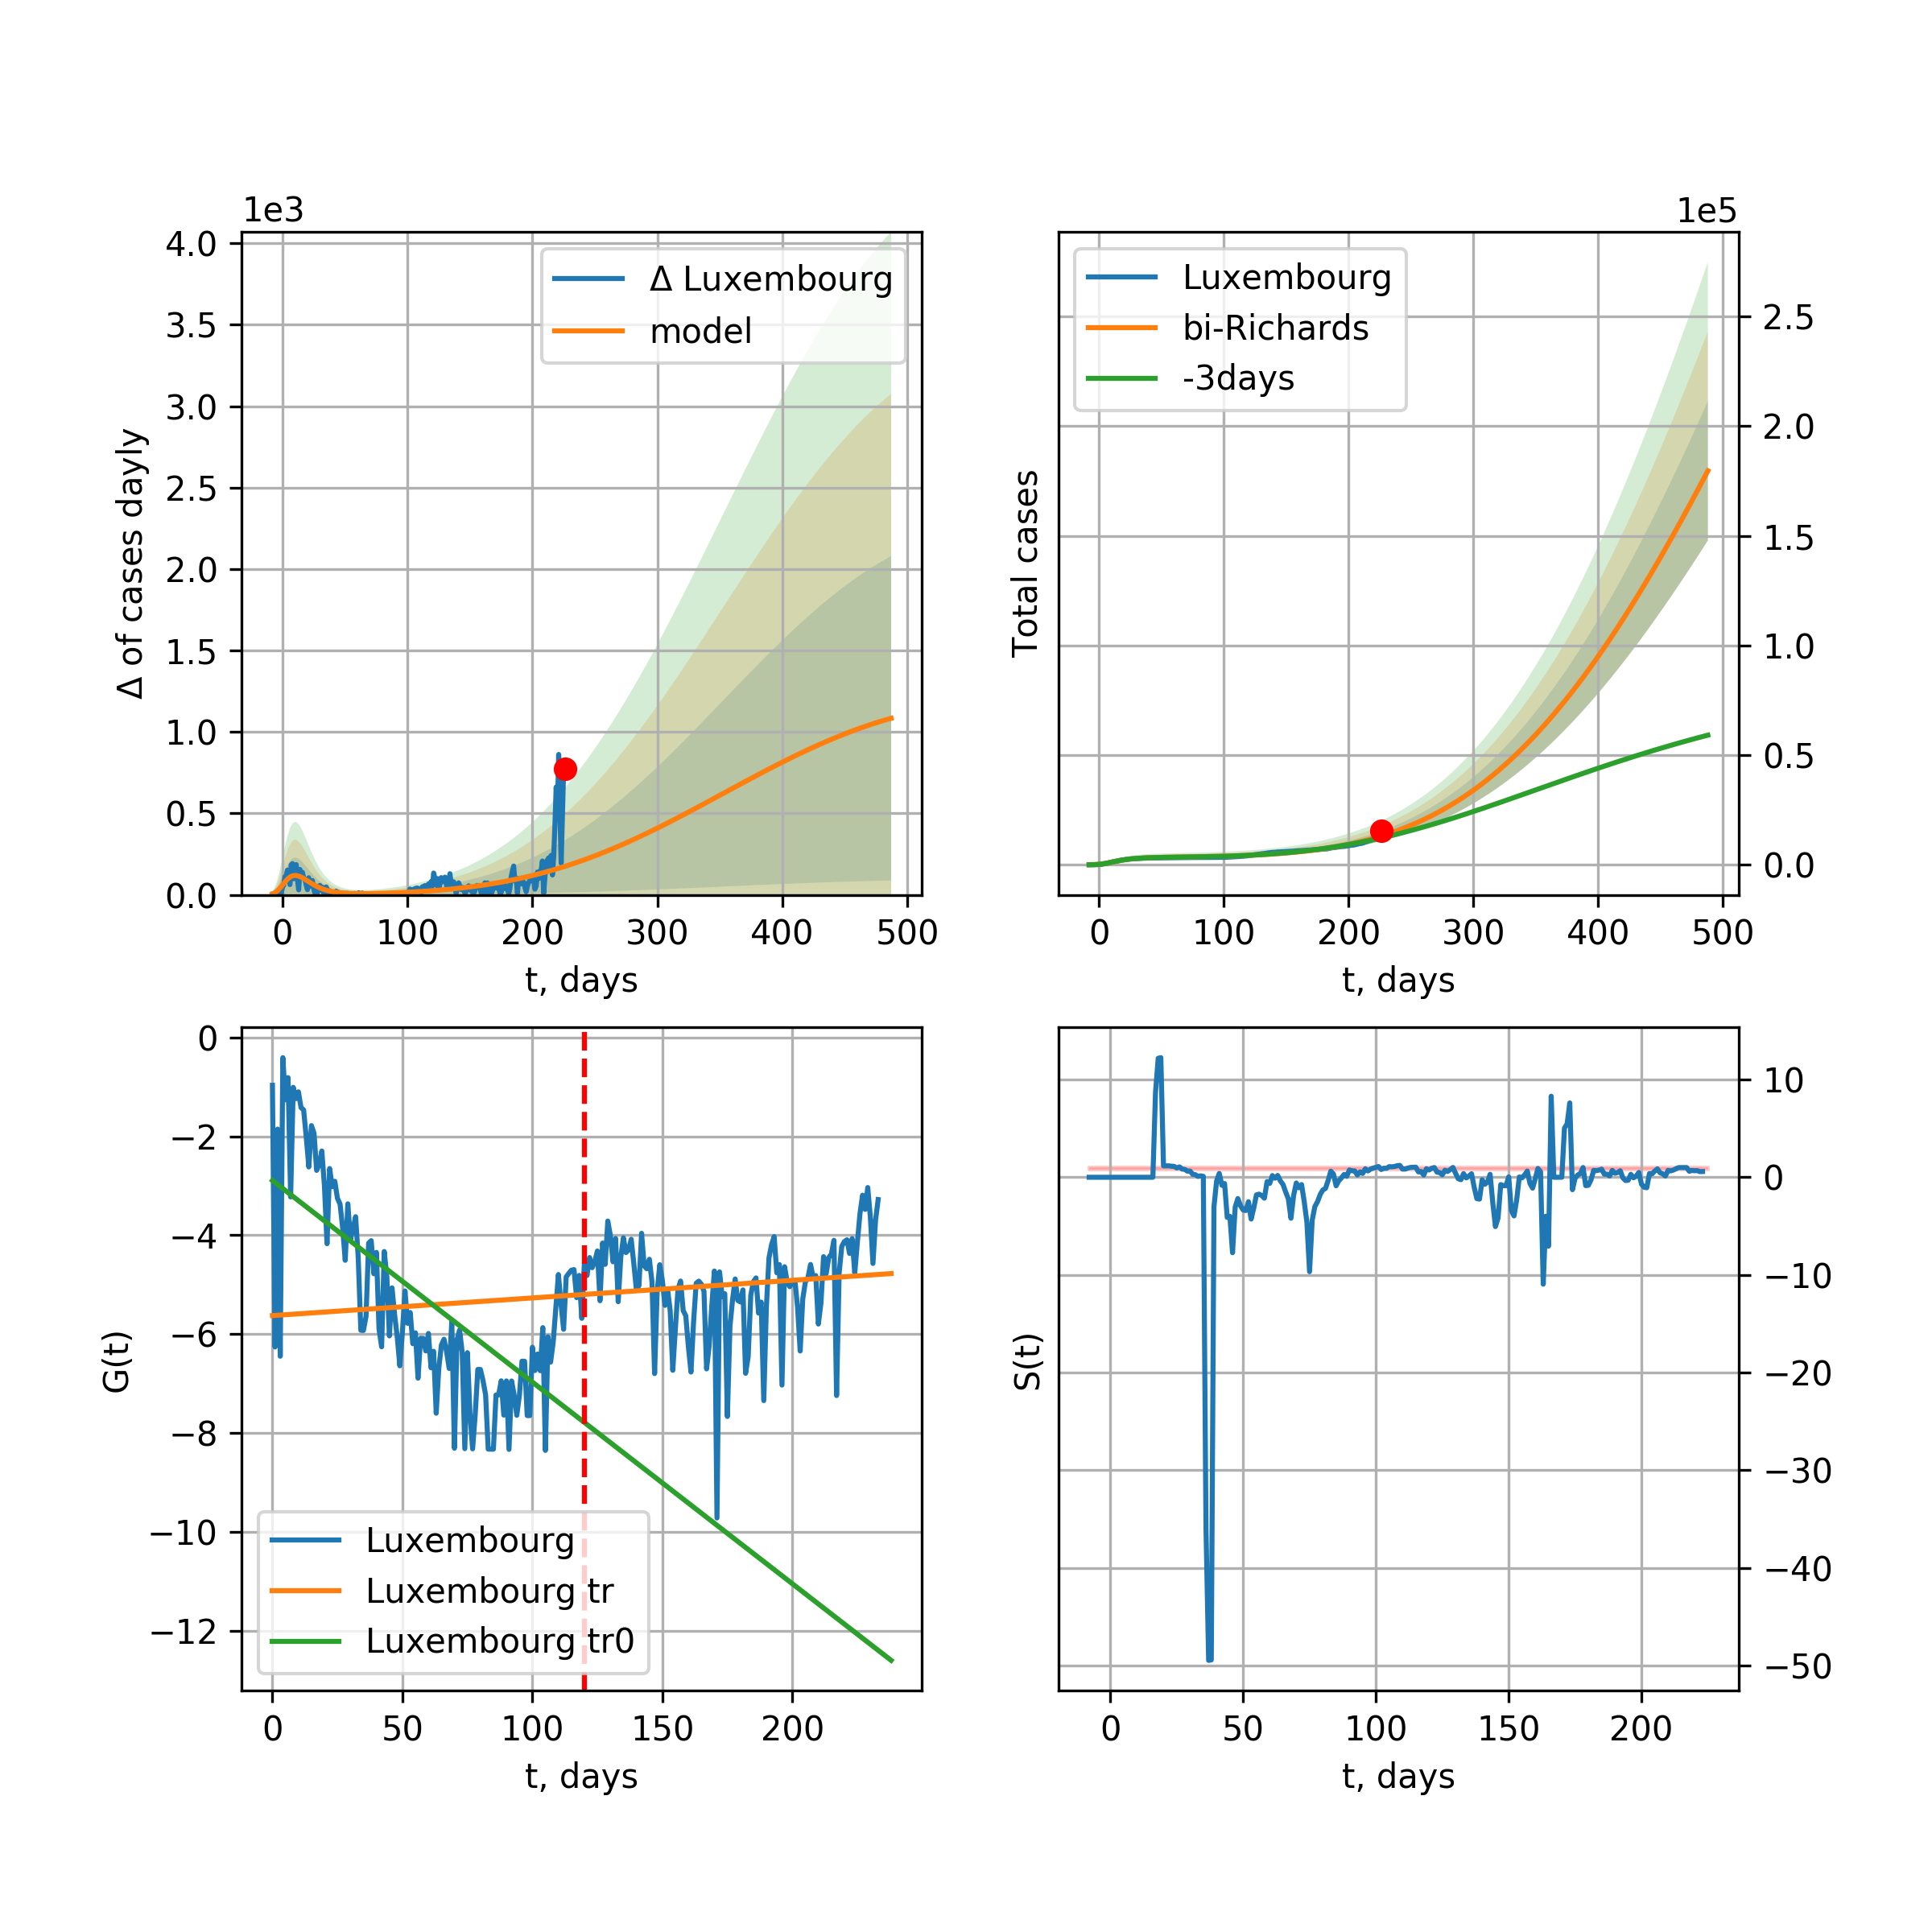 1e3
4.0
3.5
3.0
2.5
2.0
1.5
1.0
0.5
0.0
Δ of cases dayly
Δ Luxembourg
model
0 100 200 300 400 500
t, days
1e5
2.5
2.0
1.5
1.0
0.5
0.0
Total cases
Luxembourg
bi-Richards
-3days
0 100 200 300 400 500
t, days
0
−2
−4
−6
−8
−10
−12
G(t)
Luxembourg
Luxembourg tr
Luxembourg tr0
0 50 100 150 200
t, days
10
0
−10
−20
−30
−40
−50
S(t)
0 50 100 150 200
t, days